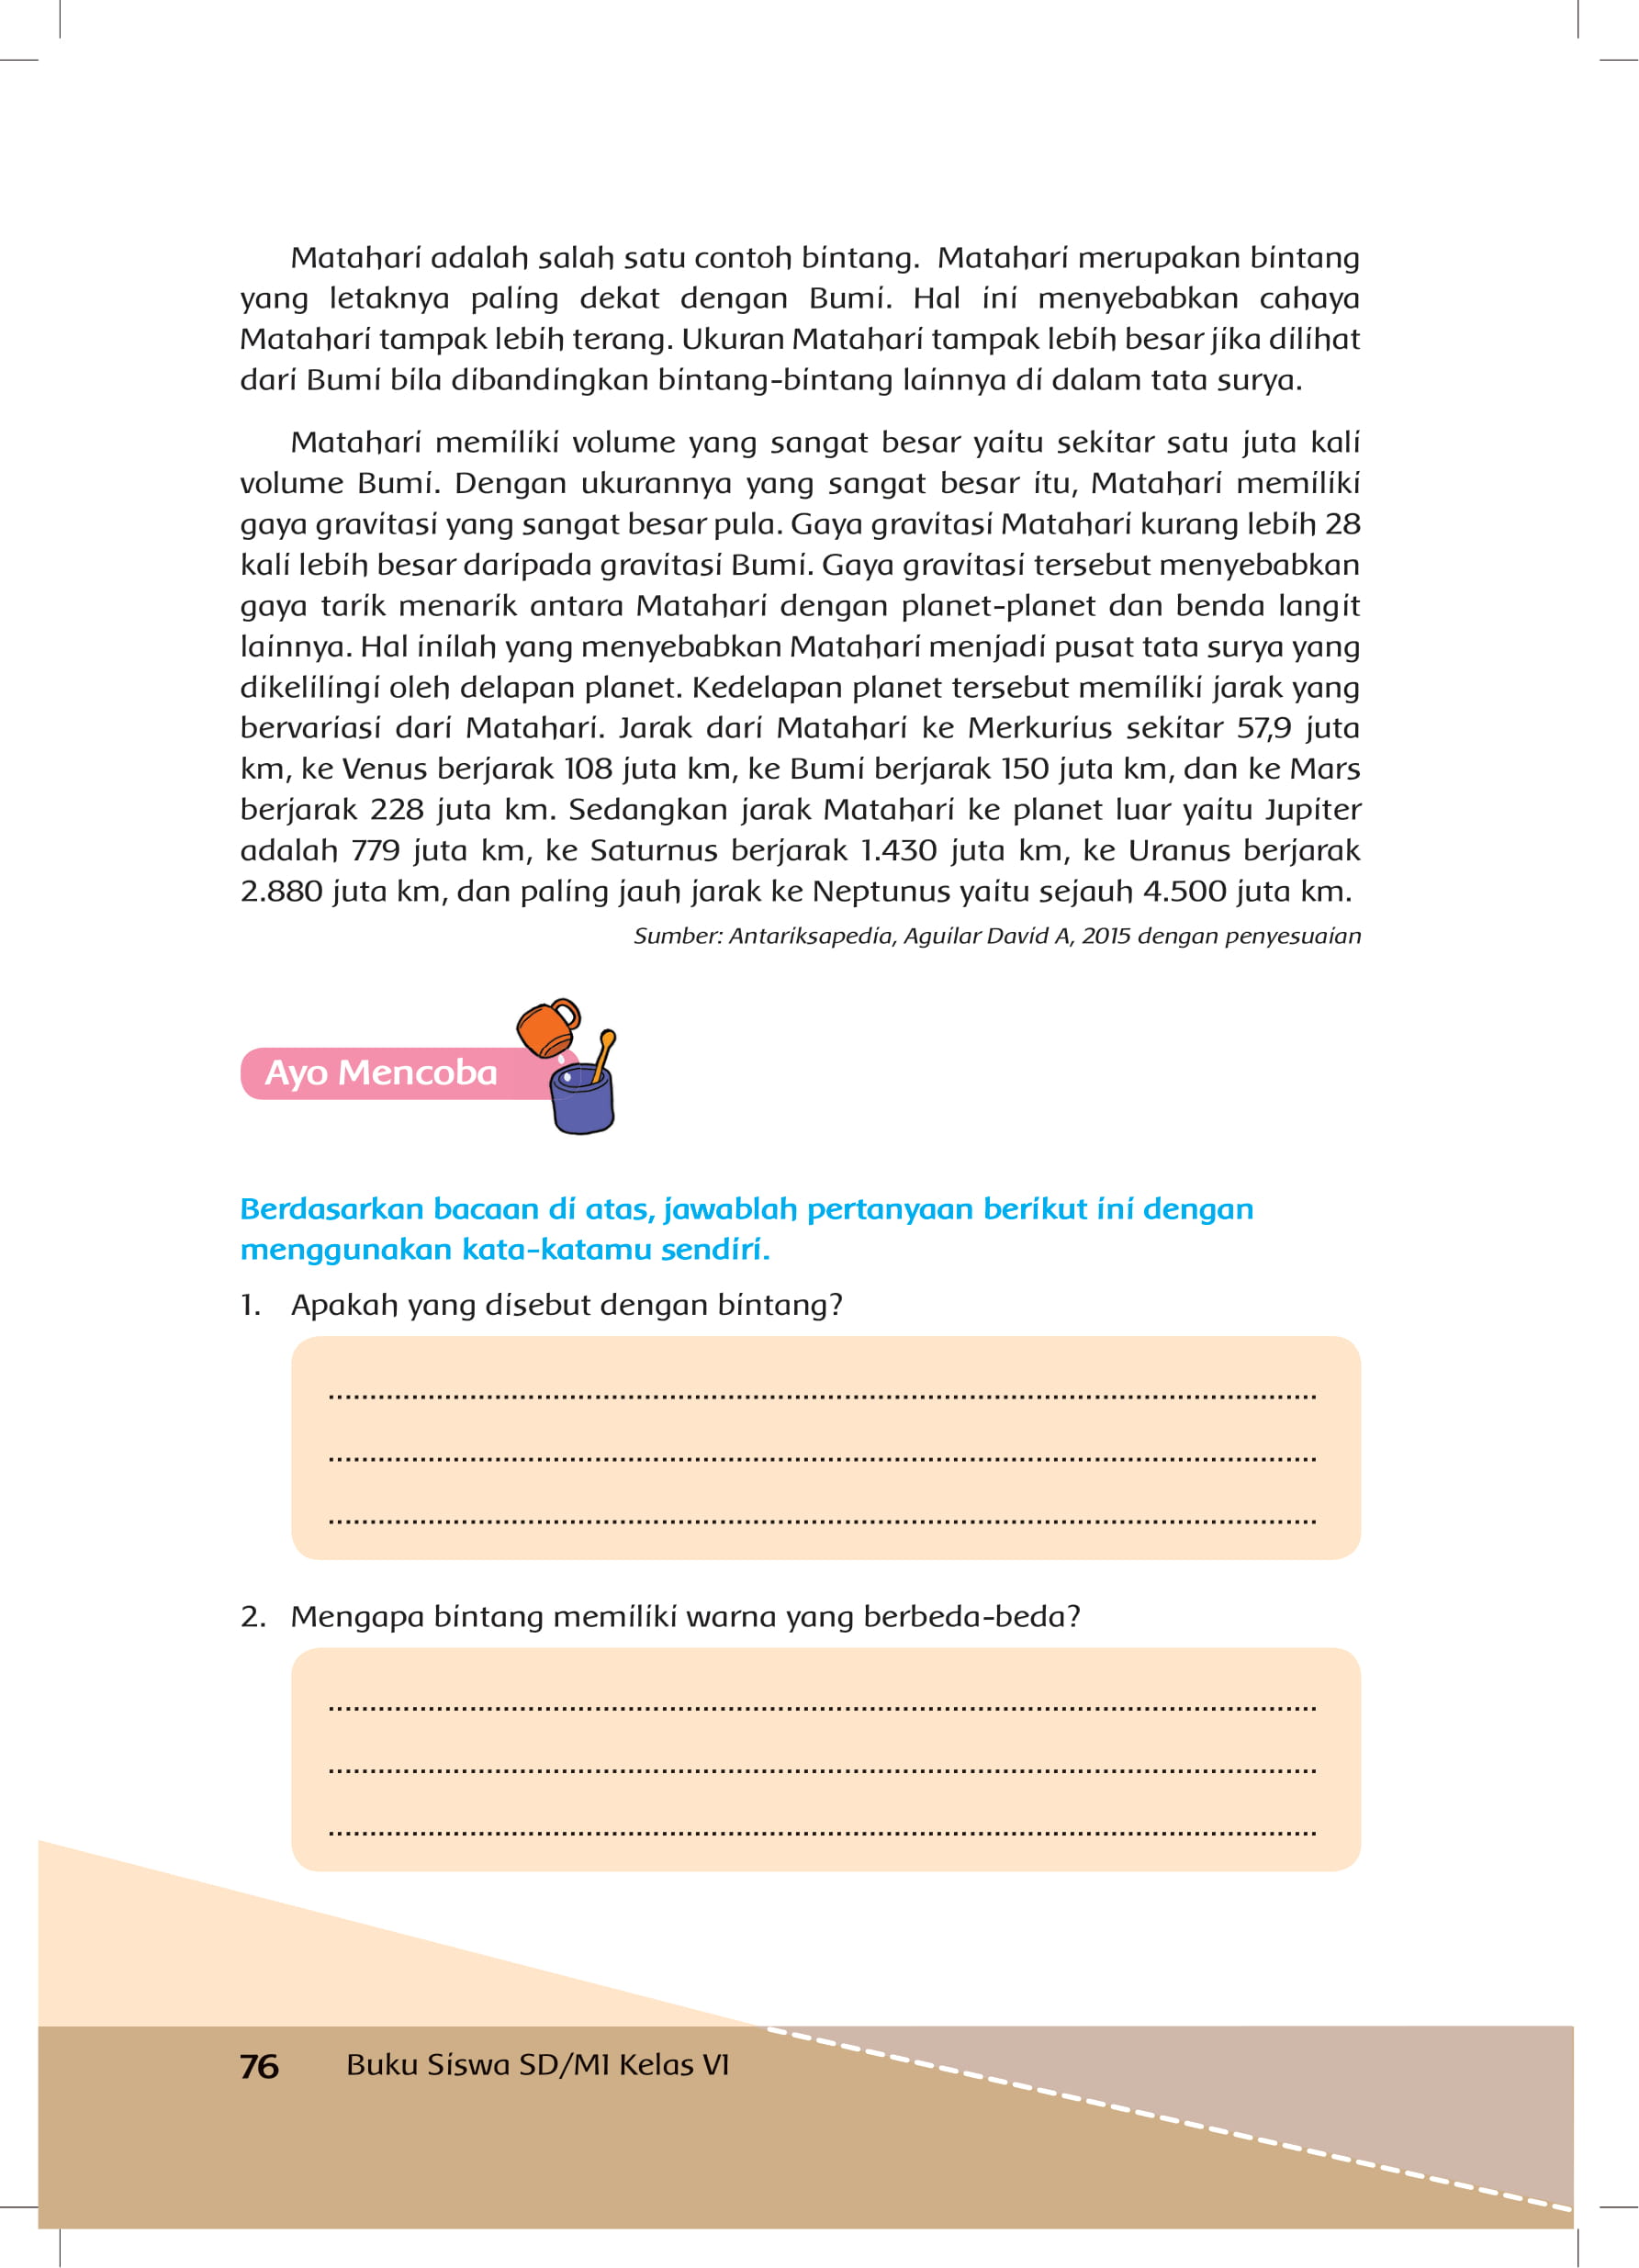 Matahari adalah salah satu contoh bintang.  Matahari merupakan bintang
yang letaknya paling dekat dengan Bumi. Hal ini menyebabkan cahaya
Matahari tampak lebih terang. Ukuran Matahari tampak lebih besar jika dilihat
dari Bumi bila dibandingkan bintang-bintang lainnya di dalam tata surya.
Matahari memiliki volume yang sangat besar yaitu sekitar satu juta kali
volume Bumi. Dengan ukurannya yang sangat besar itu, Matahari memiliki
gaya gravitasi yang sangat besar pula. Gaya gravitasi Matahari kurang lebih 28
kali lebih besar daripada gravitasi Bumi. Gaya gravitasi tersebut menyebabkan
gaya tarik menarik antara Matahari dengan planet-planet dan benda langit
lainnya. Hal inilah yang menyebabkan Matahari menjadi pusat tata surya yang
dikelilingi oleh delapan planet. Kedelapan planet tersebut memiliki jarak yang
bervariasi dari Matahari. Jarak dari Matahari ke Merkurius sekitar 57,9 juta
km, ke Venus berjarak 108 juta km, ke Bumi berjarak 150 juta km, dan ke Mars
berjarak 228 juta km. Sedangkan jarak Matahari ke planet luar yaitu Jupiter
adalah 779 juta km, ke Saturnus berjarak 1.430 juta km, ke Uranus berjarak
2.880 juta km, dan paling jauh jarak ke Neptunus yaitu sejauh 4.500 juta km.
Sumber: Antariksapedia, Aguilar David A, 2015 dengan penyesuaian
Ayo Mencoba
Berdasarkan bacaan di atas, jawablah pertanyaan berikut ini dengan
menggunakan kata-katamu sendiri.
1. Apakah yang disebut dengan bintang?
2. Mengapa bintang memiliki warna yang berbeda-beda?
76 Buku Siswa SD/MI Kelas VI